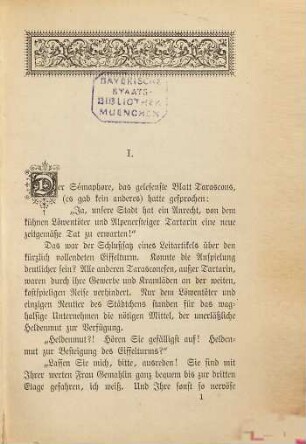 BAYERISCHE
STAATS-
BIBLIOTHEK
MUENCHEN
I.
Der Sémaphore, das gelesenste Blatt Tarascons,
(es gab kein anderes) hatte gesprochen:
„Ja, unsere Stadt hat ein Anrecht, von dem
kühnen Löwentöter und Alpenersteiger Tartarin eine neue
zeitgemäße Tat zu erwarten!“
Das war der Schlußsatz eines Leitartikels über den
kürzlich vollendeten Eiffelturm. Konnte die Anspielung
deutlicher sein? Alle anderen Tarasconesen, außer Tartarin,
waren durch ihre Gewerbe und Kramläden an der weiten,
kostspieligen Reise verhindert. Nur dem Löwentöter und
einzigen Rentier des Städtchens standen für das wag-
halsige Unternehmen die nötigen Mittel, der unerläßliche
Heldenmut zur Verfügung.
„Heldenmut?! Hören Sie gefälligst auf! Helden-
mut zur Besteigung des Eiffelturms?“
„Lassen Sie mich, bitte, ausreden! Sie sind mit
Ihrer werten Frau Gemahlin ganz bequem bis zur dritten
Etage gefahren, ich weiß. Und Ihre sonst so nervöse
1